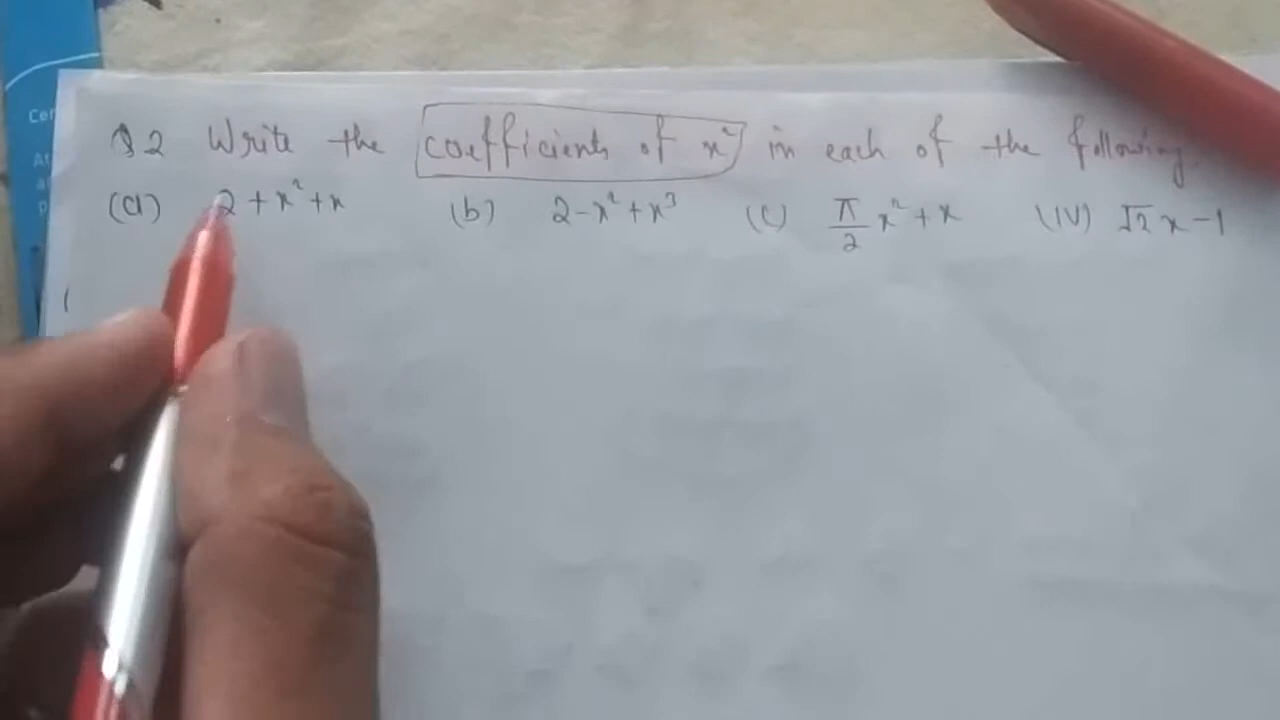 Q2 Write the coefficients of x² in each of the following.
(a) 2+x²+x (b) 2-x²+x³ (c) π/2 x²+x (IV) √2 x-1
Cer